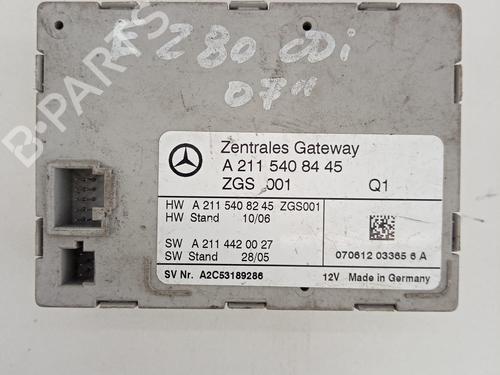 E 280 CDi
07"
Zentrales Gateway
A 211 540 84 45
ZGS 001 Q1
HW A 211 540 82 45 ZGS001
HW Stand 10/06
SW A 211 442 00 27
SW Stand 28/05
070612 03365 6 A
SV Nr. A2C53189286 12V Made in Germany